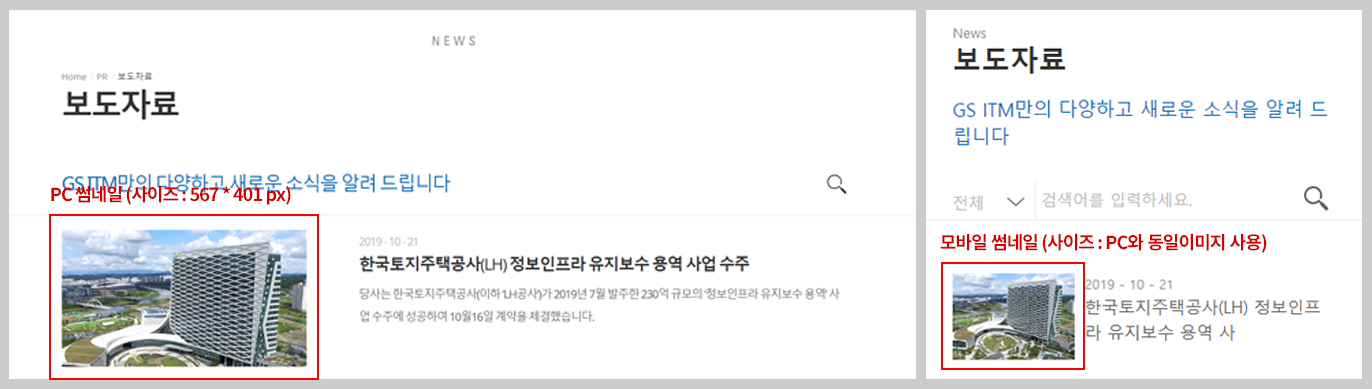 NEWS
Home / PR / 보도자료
보도자료
GS ITM만의 다양하고 새로운 소식을 알려 드립니다
PC 썸네일 (사이즈 : 567 * 401 px)
2019 - 10 - 21
한국토지주택공사(LH) 정보인프라 유지보수 용역 사업 수주
당사는 한국토지주택공사(이하 'LH공사')가 2019년 7월 발주한 230억 규모의 '정보인프라 유지보수 용역' 사
업 수주에 성공하여 10월16일 계약을 체결했습니다.
News
보도자료
GS ITM만의 다양하고 새로운 소식을 알려 드
립니다
전체
검색어를 입력하세요.
모바일 썸네일 (사이즈 : PC와 동일이미지 사용)
2019 - 10 - 21
한국토지주택공사(LH) 정보인프
라 유지보수 용역 사